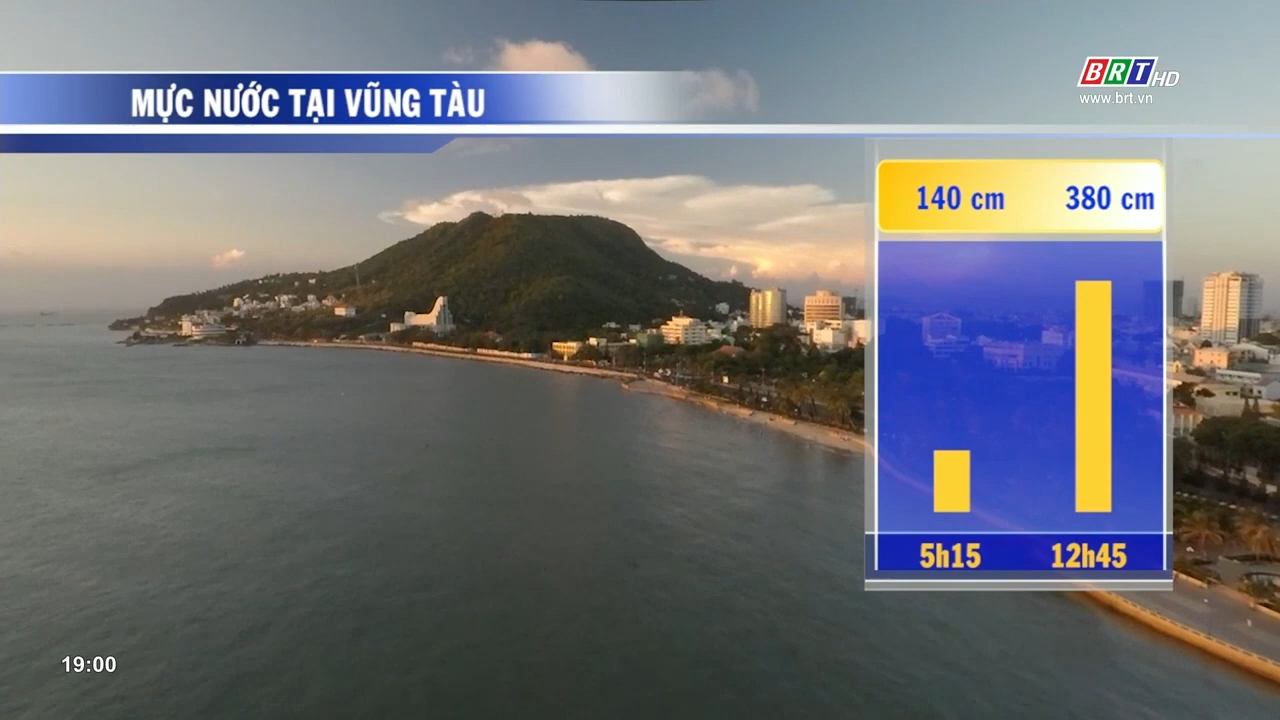 MỰC NƯỚC TẠI VŨNG TÀU
BRT HD
www.brt.vn
140 cm 380 cm
5h15 12h45
19:00